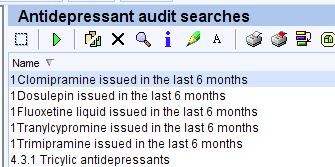 Antidepressant audit searches
A
Name
1Clomipramine issued in the last 6 months
1Dosulepin issued in the last 6 months
1Fluoxetine liquid issued in the last 6 months
1Tranylcypromine issued in the last 6 months
1Trimipramine issued in the last 6 months
4.3.1 Tricylic antidepressants